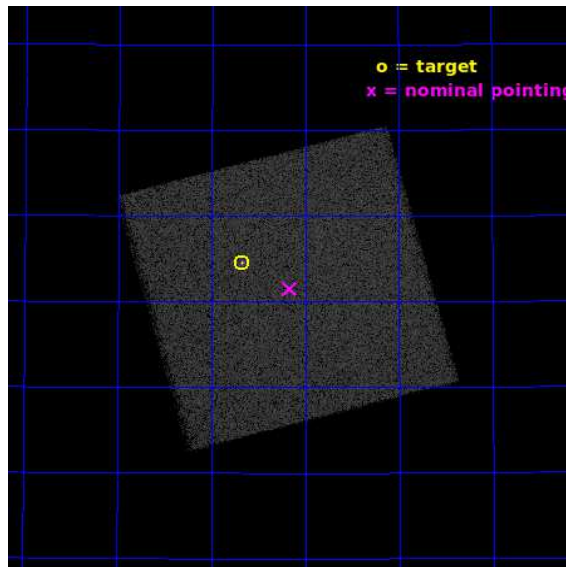 o = target
x = nominal pointing